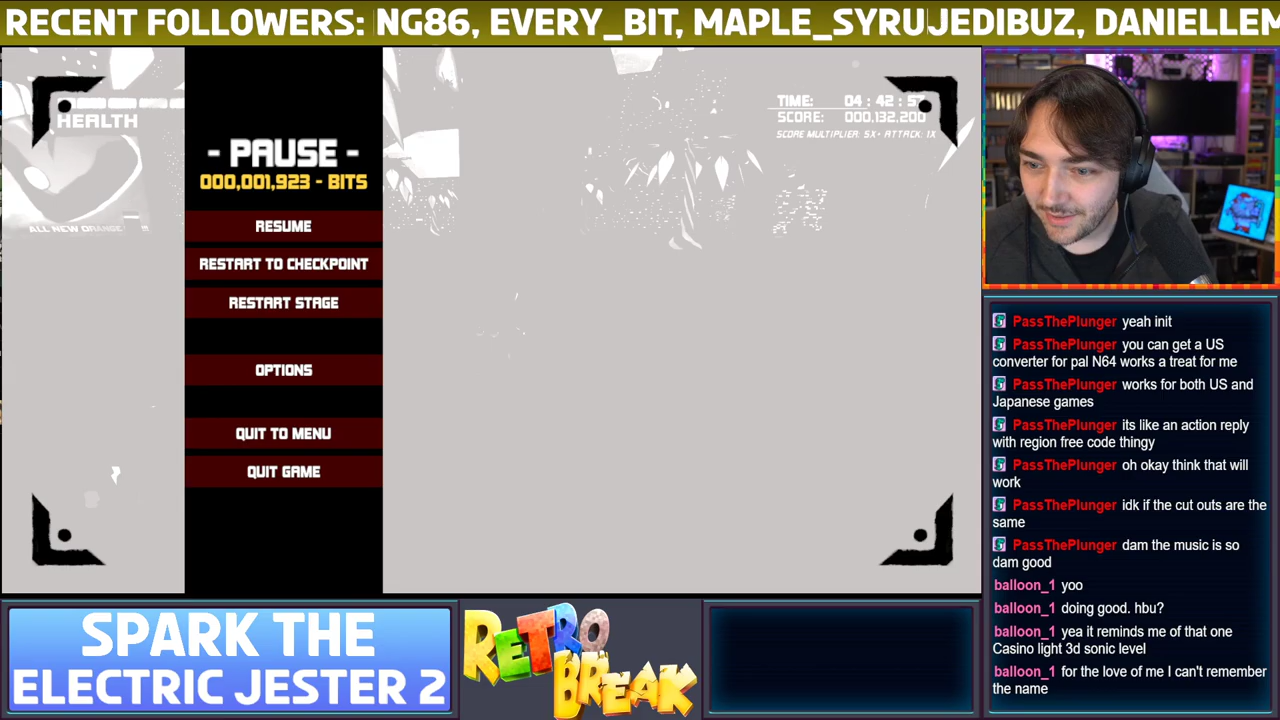 RECENT FOLLOWERS: NG86, EVERY_BIT, MAPLE_SYRUJEDIBUZ, DANIELLEM
HEALTH
ALL NEW ORANGE
- PAUSE -
000,001,923 - BITS
RESUME
RESTART TO CHECKPOINT
RESTART STAGE
OPTIONS
QUIT TO MENU
QUIT GAME
TIME: 04 : 42 : 57
SCORE: 000.132.200
SCORE MULTIPLIER: 5X • ATTACK: 1X
PassThePlunger yeah init
PassThePlunger you can get a US
converter for pal N64 works a treat for me
PassThePlunger works for both US and
Japanese games
PassThePlunger its like an action reply
with region free code thingy
PassThePlunger oh okay think that will
work
PassThePlunger idk if the cut outs are the
same
PassThePlunger dam the music is so
dam good
balloon_1 yoo
balloon_1 doing good. hbu?
balloon_1 yea it reminds me of that one
Casino light 3d sonic level
balloon_1 for the love of me I can't remember
the name
SPARK THE
ELECTRIC JESTER 2
RETRO
BREAK